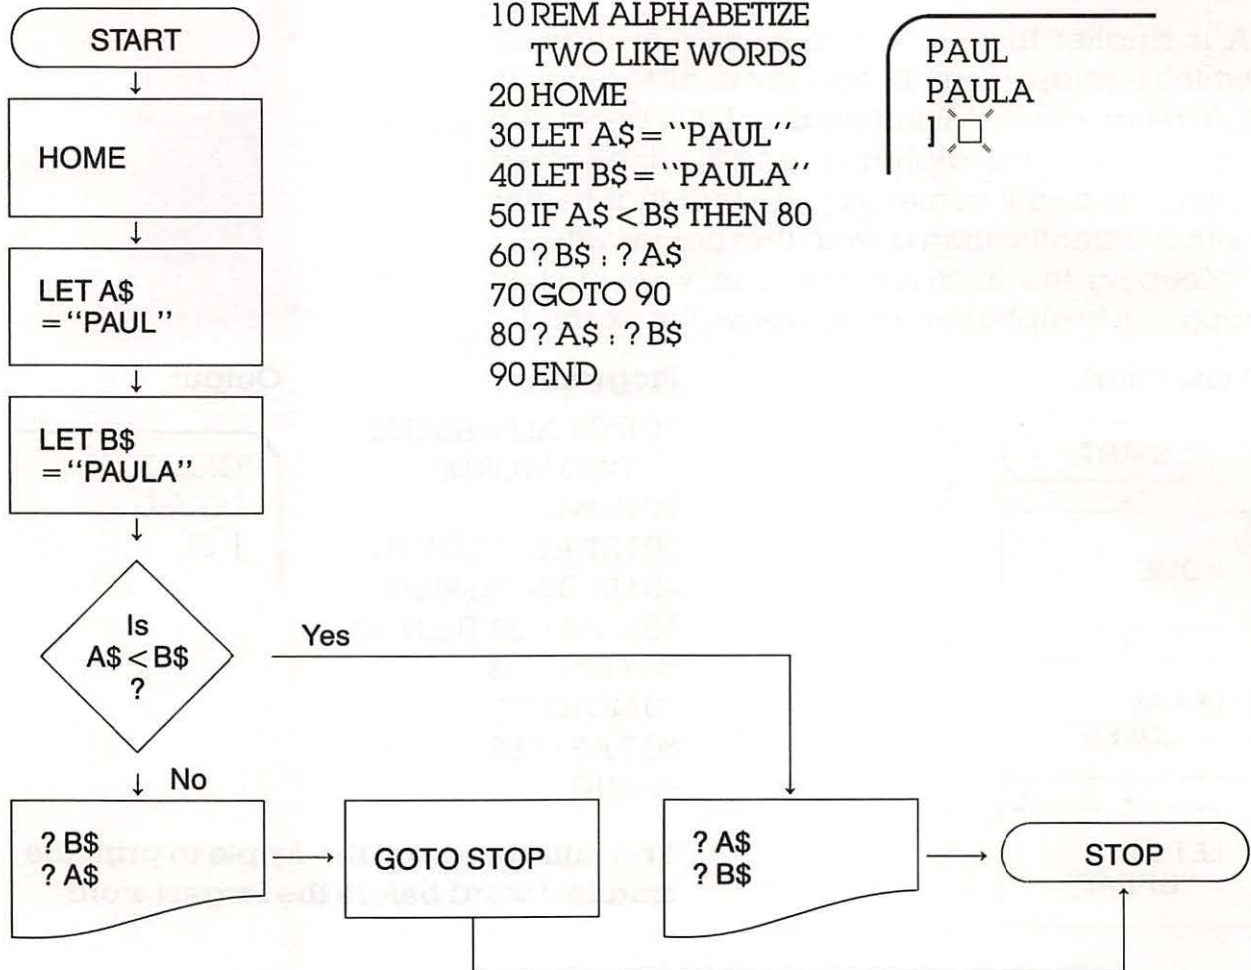 START
HOME
LET A$
=“PAUL”
LET B$
=“PAULA”
Is
A$<B$
?
Yes
No
? B$
? A$
GOTO STOP
? A$
? B$
STOP
10 REM ALPHABETIZE
TWO LIKE WORDS
20 HOME
30 LET A$=“PAUL”
40 LET B$=“PAULA”
50 IF A$<B$ THEN 80
60 ? B$ : ? A$
70 GOTO 90
80 ? A$ : ? B$
90 END
PAUL
PAULA
]